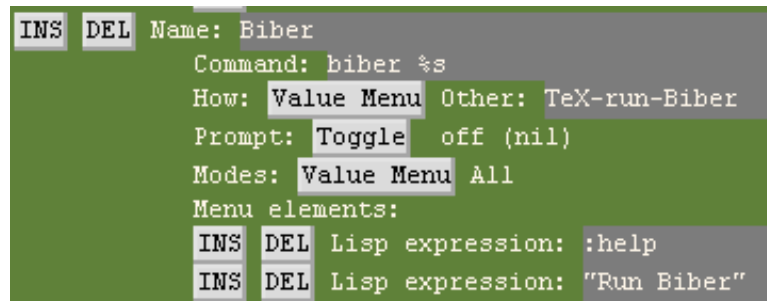 INS DEL Name: Biber
Command: biber %s
How: Value Menu Other: TeX-run-Biber
Prompt: Toggle off (nil)
Modes: Value Menu All
Menu elements:
INS DEL Lisp expression: :help
INS DEL Lisp expression: "Run Biber"